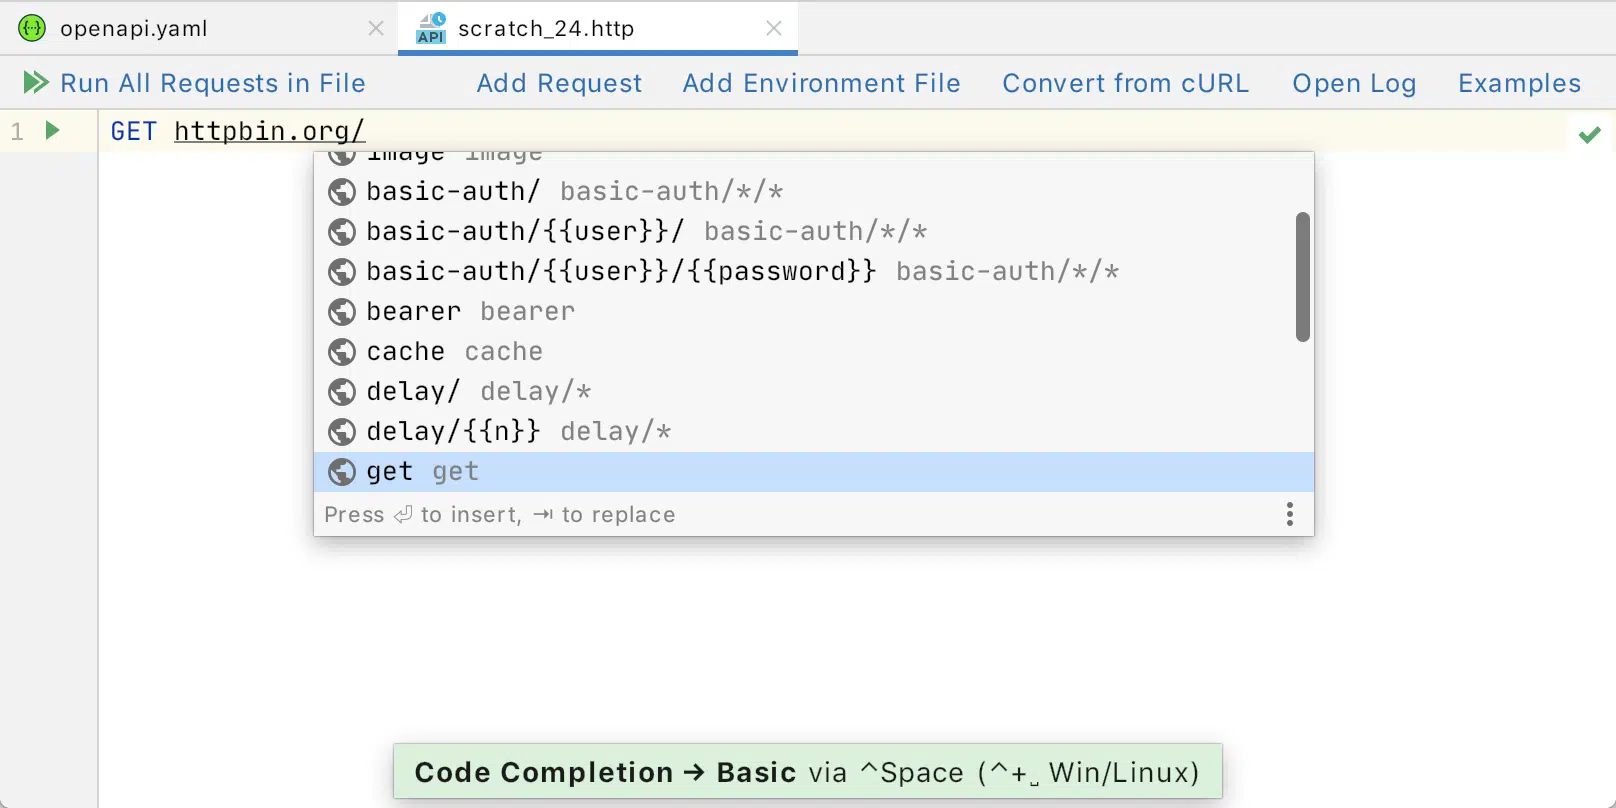 openapi.yaml
API scratch_24.http
Run All Requests in File Add Request Add Environment File Convert from cURL Open Log Examples
1 GET httpbin.org/
image image
basic-auth/ basic-auth/*/*
basic-auth/{{user}}/ basic-auth/*/*
basic-auth/{{user}}/{{password}} basic-auth/*/*
bearer bearer
cache cache
delay/ delay/*
delay/{{n}} delay/*
get get
Press ⏎ to insert, ⇥ to replace
Code Completion → Basic via ^Space (^+⎵ Win/Linux)